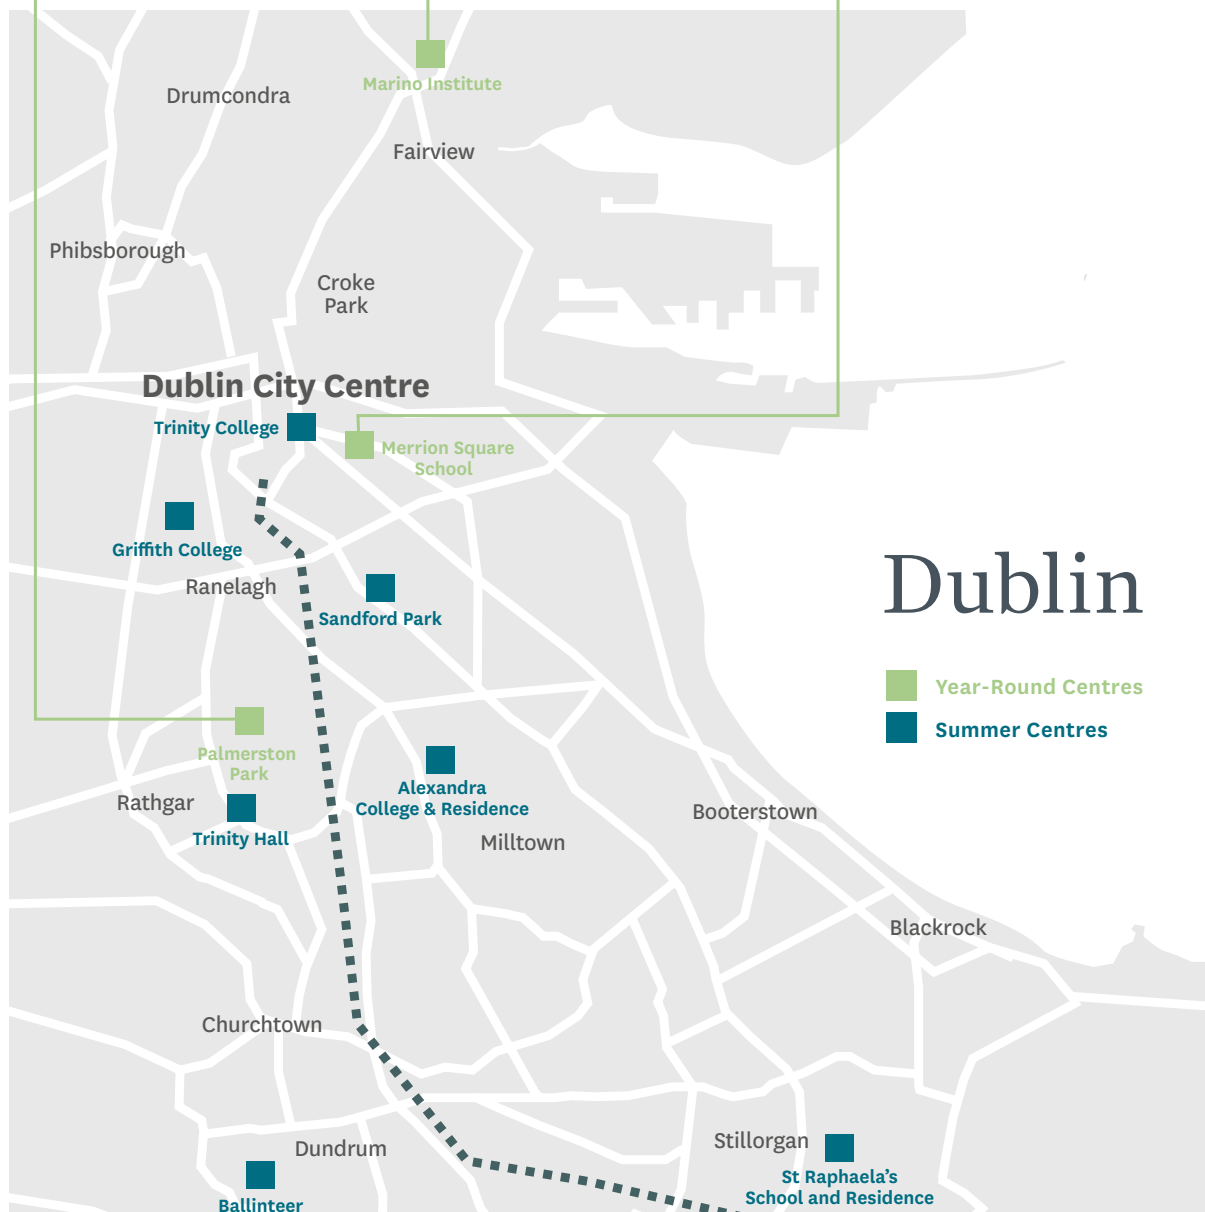 Marino Institute
Drumcondra
Fairview
Phibsborough
Croke
Park
Dublin City Centre
Trinity College
Merrion Square
School
Griffith College
Ranelagh
Sandford Park
Dublin
Year-Round Centres
Summer Centres
Palmerston
Park
Alexandra
College & Residence
Rathgar
Trinity Hall
Milltown
Booterstown
Blackrock
Churchtown
Dundrum
Stillorgan
St Raphaela’s
School and Residence
Ballinteer